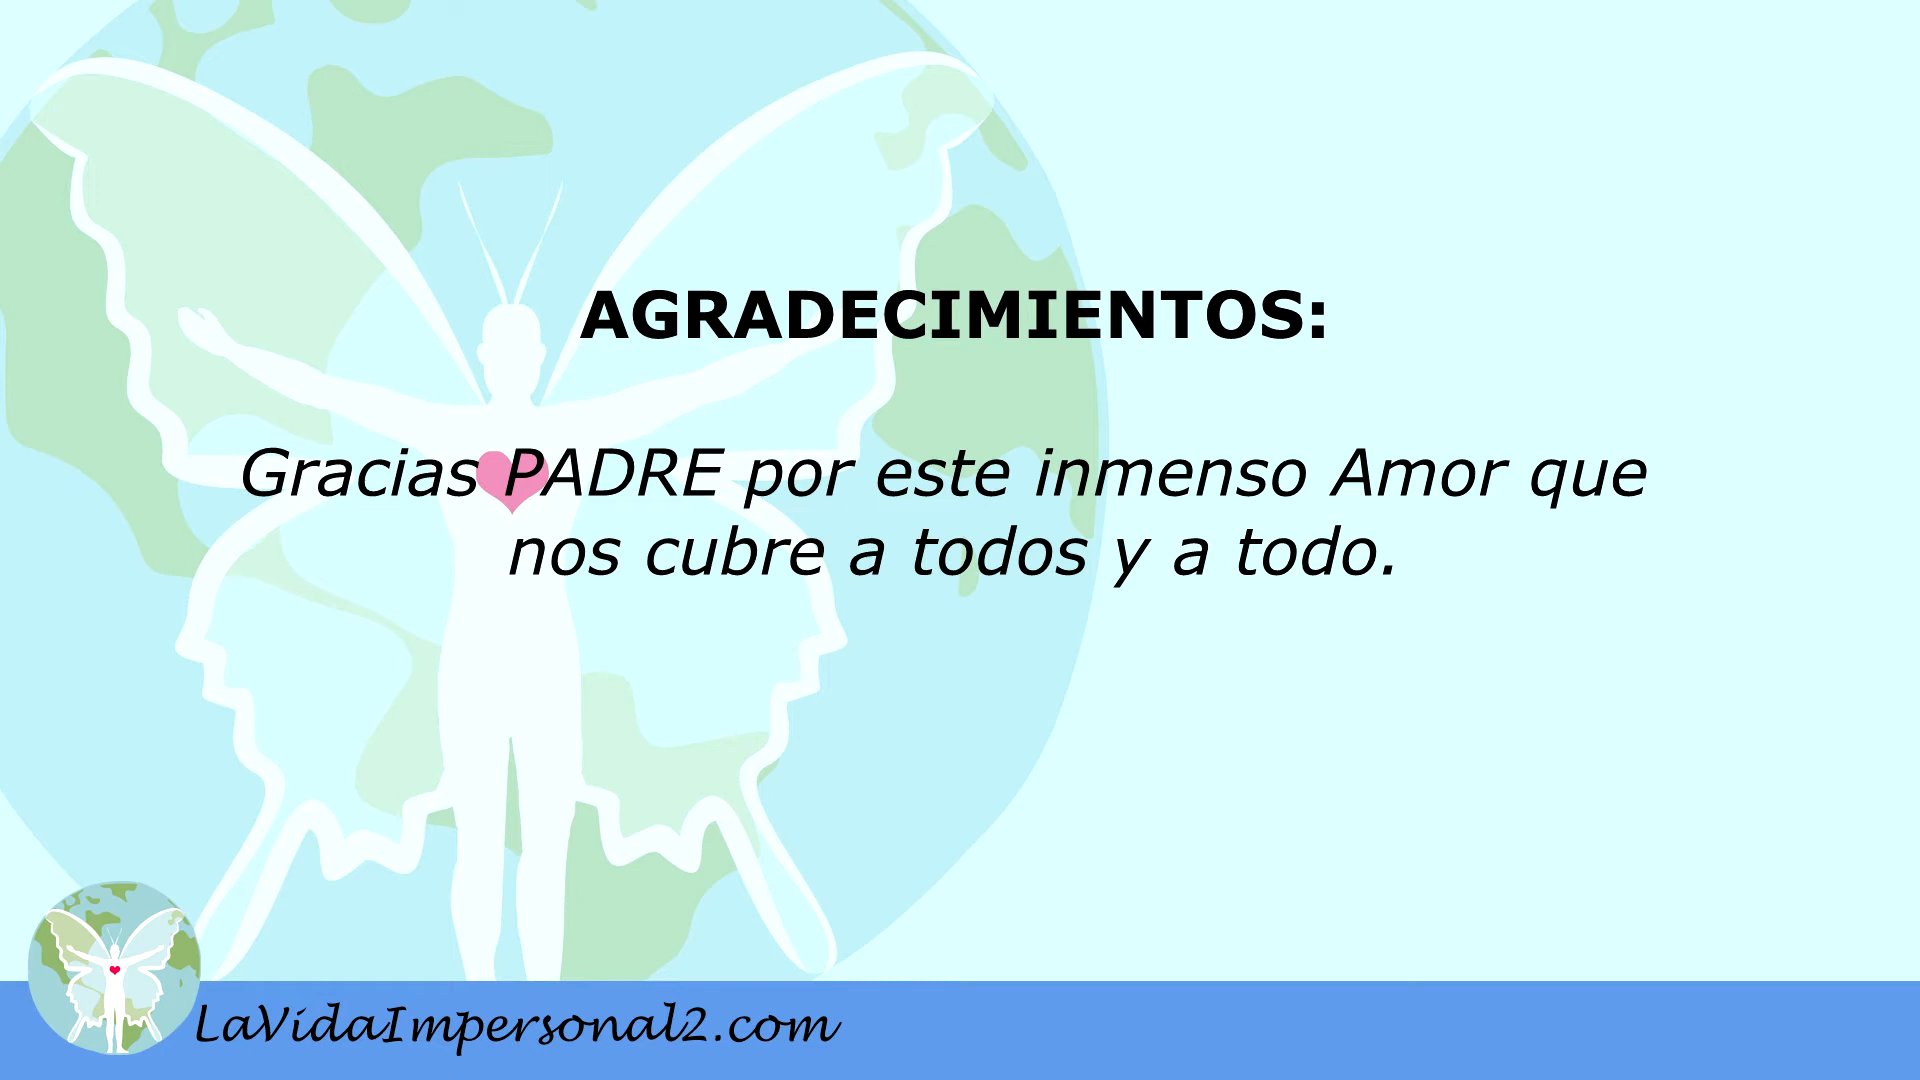 AGRADECIMIENTOS:
Gracias PADRE por este inmenso Amor que
nos cubre a todos y a todo.
LaVidaImpersonal2.com